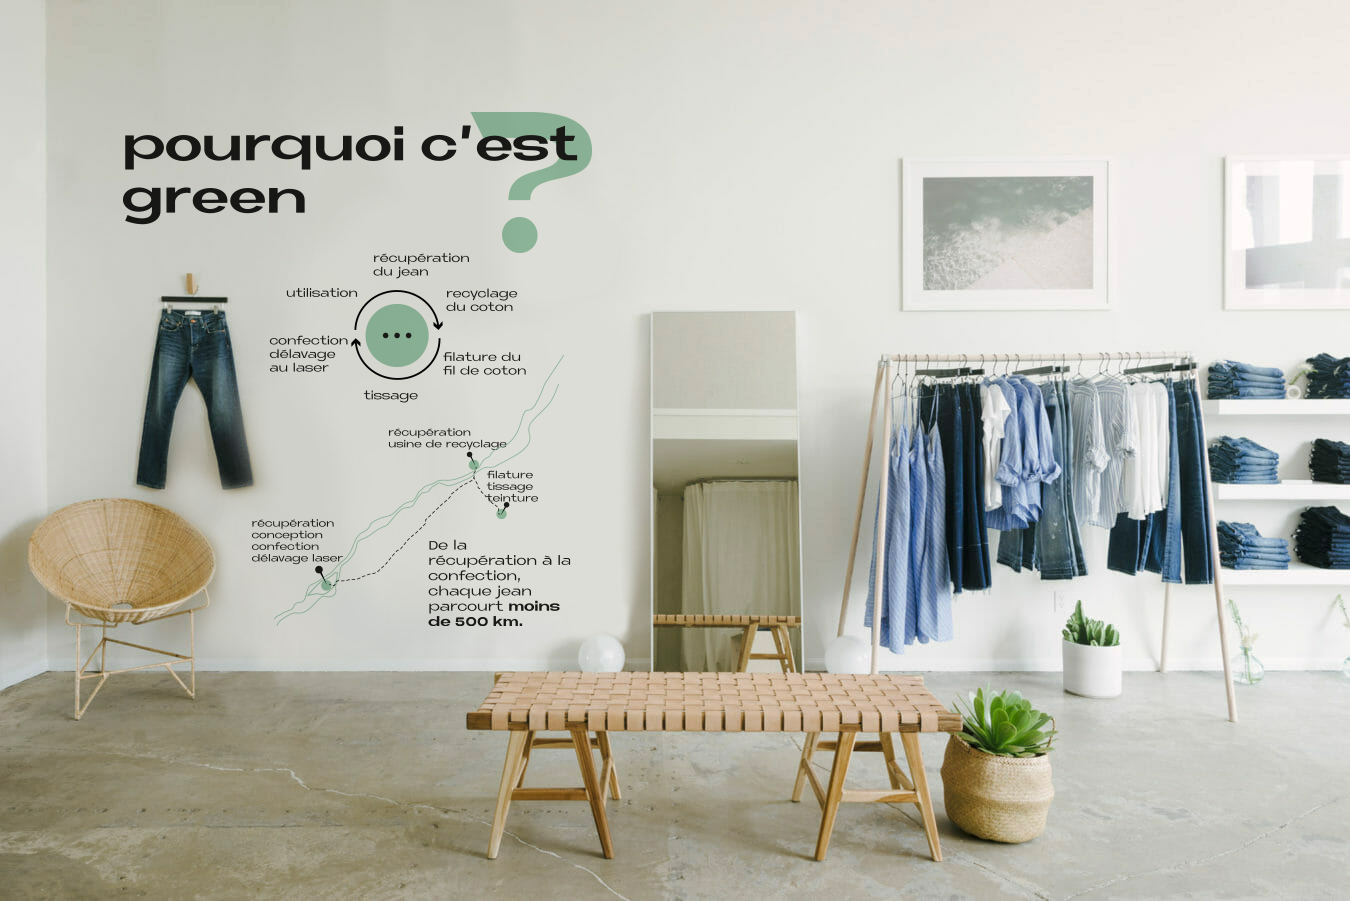 pourquoi c'est
green
?
récupération
du jean
utilisation
recyclage
du coton
confection
délavage
au laser
filature du
fil de coton
tissage
récupération
usine de recyclage
filature
tissage
teinture
récupération
conception
confection
délavage laser
De la
récupération à la
confection,
chaque jean
parcourt moins
de 500 km.